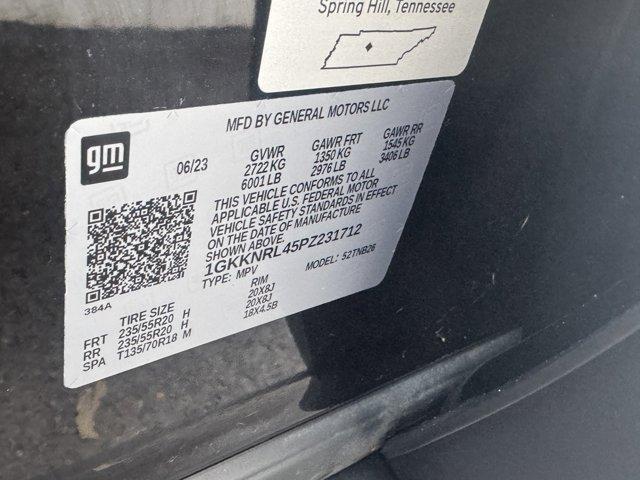 Spring Hill, Tennessee
MFD BY GENERAL MOTORS LLC
gm
06/23
GVWR
2722 KG
6001 LB
GAWR FRT
1350 KG
2976 LB
GAWR RR
1545 KG
3406 LB
THIS VEHICLE CONFORMS TO ALL
APPLICABLE U.S. FEDERAL MOTOR
VEHICLE SAFETY STANDARDS IN EFFECT
ON THE DATE OF MANUFACTURE
SHOWN ABOVE.
1GKKNRL45PZ231712
TYPE: MPV
MODEL: 52TNB26
384A
TIRE SIZE RIM
FRT 235/55R20 H 20X8J
RR 235/55R20 H 20X8J
SPA T135/70R18 M 18X4.5B